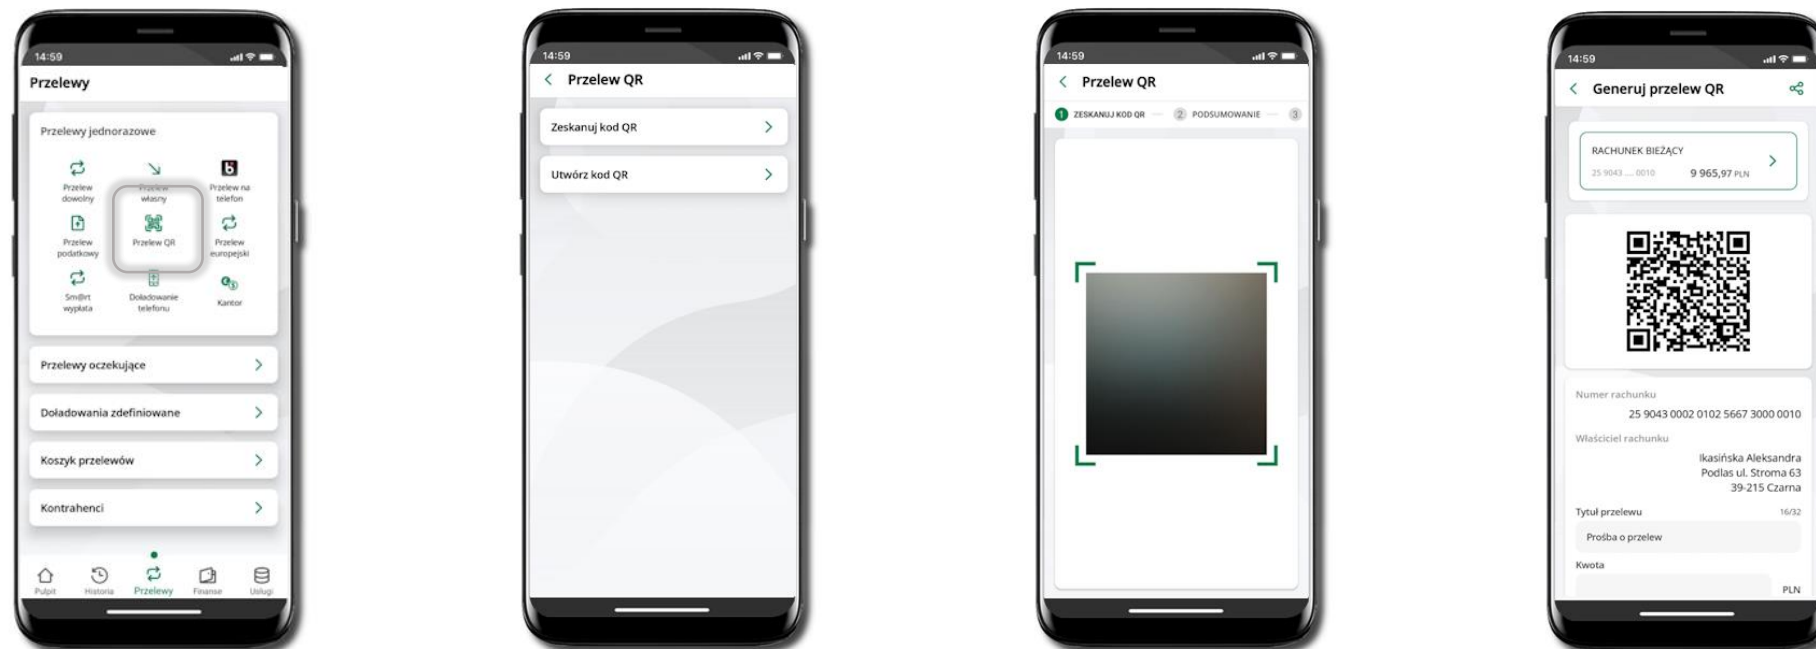 14:59
Przelewy
Przelewy jednorazowe
Przelew
dowolny
Przelew
własny
Przelew na
telefon
Przelew
podatkowy
Przelew QR
Przelew
europejski
Sm@rt
wypłata
Doładowanie
telefonu
Kantor
Przelewy oczekujące
Doładowania zdefiniowane
Koszyk przelewów
Kontrahenci
Pulpit
Historia
Przelewy
Finanse
Usługi
14:59
Przelew QR
Zeskanuj kod QR
Utwórz kod QR
14:59
Przelew QR
1 ZESKANUJ KOD QR
2 PODSUMOWANIE
3
14:59
Generuj przelew QR
RACHUNEK BIEŻĄCY
25 9043 .... 0010 9 965,97 PLN
Numer rachunku
25 9043 0002 0102 5667 3000 0010
Właściciel rachunku
Ikasińska Aleksandra
Podlas ul. Stroma 63
39-215 Czarna
Tytuł przelewu 16/32
Prośba o przelew
Kwota
PLN